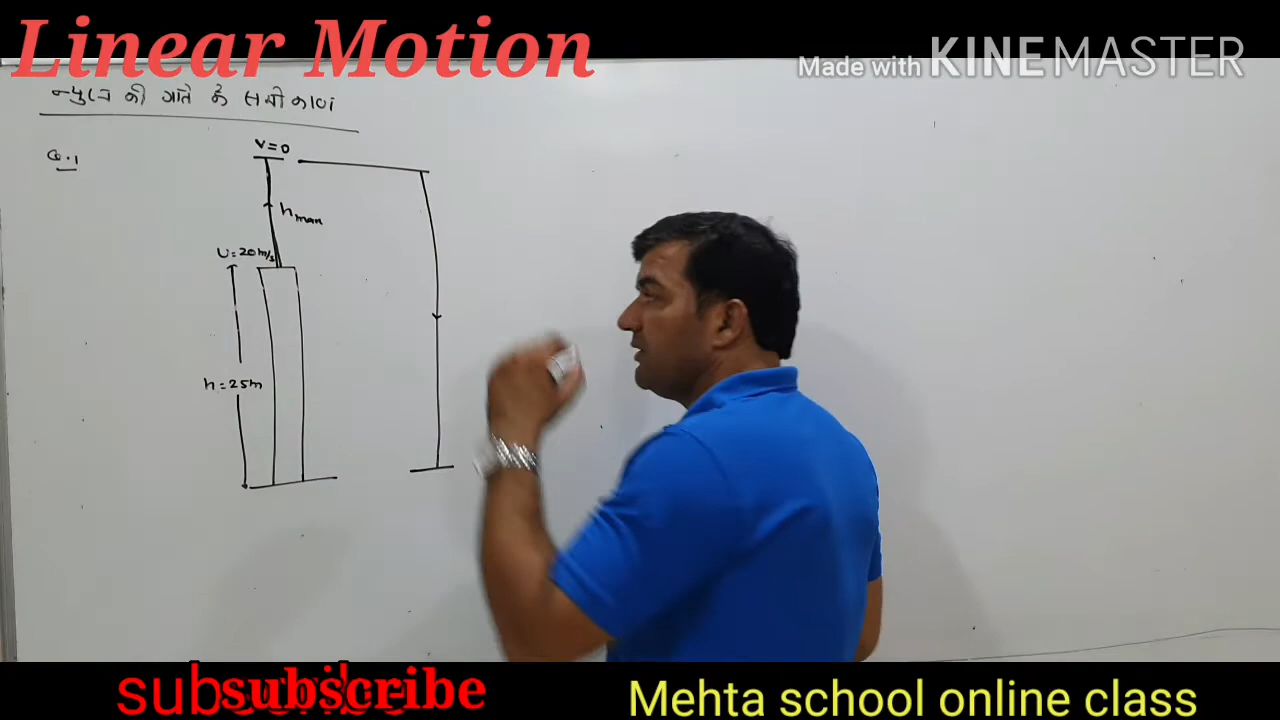 Linear Motion
Made with KINEMASTER
न्युटन की गति के समीकरण
Q.1
v=0
hmax
U=20m/s
h=25m
subscribe
Mehta school online class